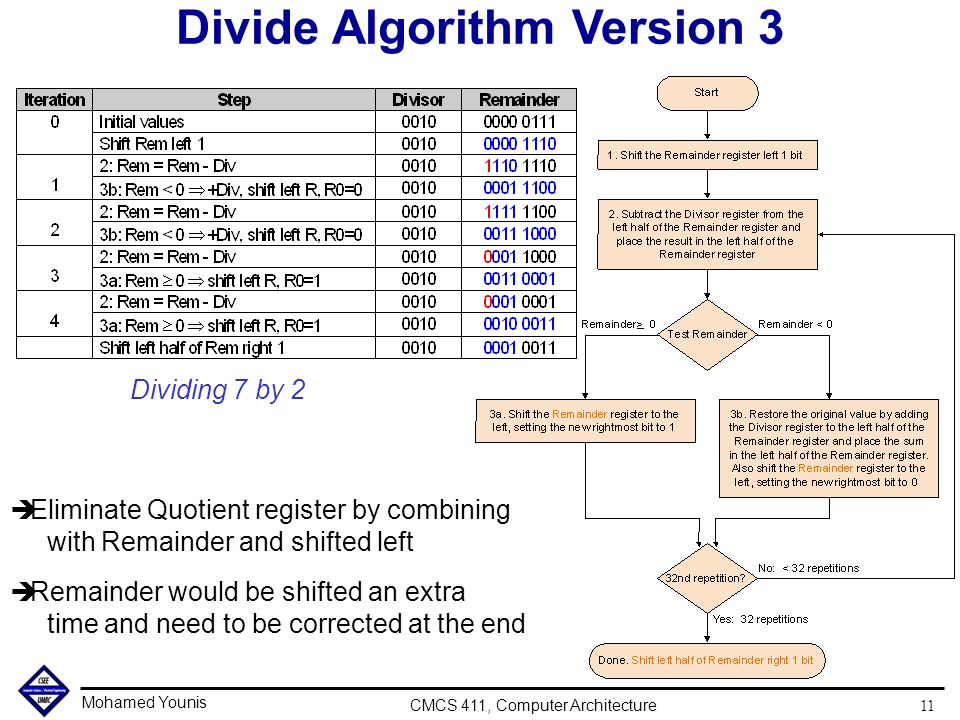 Divide Algorithm Version 3
Iteration Step Divisor Remainder
0 Initial values 0010 0000 0111
Shift Rem left 1 0010 0000 1110
1 2: Rem = Rem - Div 0010 1110 1110
3b: Rem < 0 ⇒ +Div, shift left R, R0=0 0010 0001 1100
2 2: Rem = Rem - Div 0010 1111 1100
3b: Rem < 0 ⇒ +Div, shift left R, R0=0 0010 0011 1000
3 2: Rem = Rem - Div 0010 0001 1000
3a: Rem ≥ 0 ⇒ shift left R, R0=1 0010 0011 0001
4 2: Rem = Rem - Div 0010 0001 0001
3a: Rem ≥ 0 ⇒ shift left R, R0=1 0010 0010 0011
Shift left half of Rem right 1 0010 0001 0011
Dividing 7 by 2
Start
1. Shift the Remainder register left 1 bit
2. Subtract the Divisor register from the
left half of the Remainder register and
place the result in the left half of the
Remainder register
Remainder ≥ 0
Test Remainder
Remainder < 0
3a. Shift the Remainder register to the
left, setting the new rightmost bit to 1
3b. Restore the original value by adding
the Divisor register to the left half of the
Remainder register and place the sum
in the left half of the Remainder register.
Also shift the Remainder register to the
left, setting the new rightmost bit to 0
32nd repetition?
No: < 32 repetitions
Yes: 32 repetitions
Done. Shift left half of Remainder right 1 bit
➔Eliminate Quotient register by combining
with Remainder and shifted left
➔Remainder would be shifted an extra
time and need to be corrected at the end
CSEE
UMBC
Mohamed Younis
CMCS 411, Computer Architecture
11